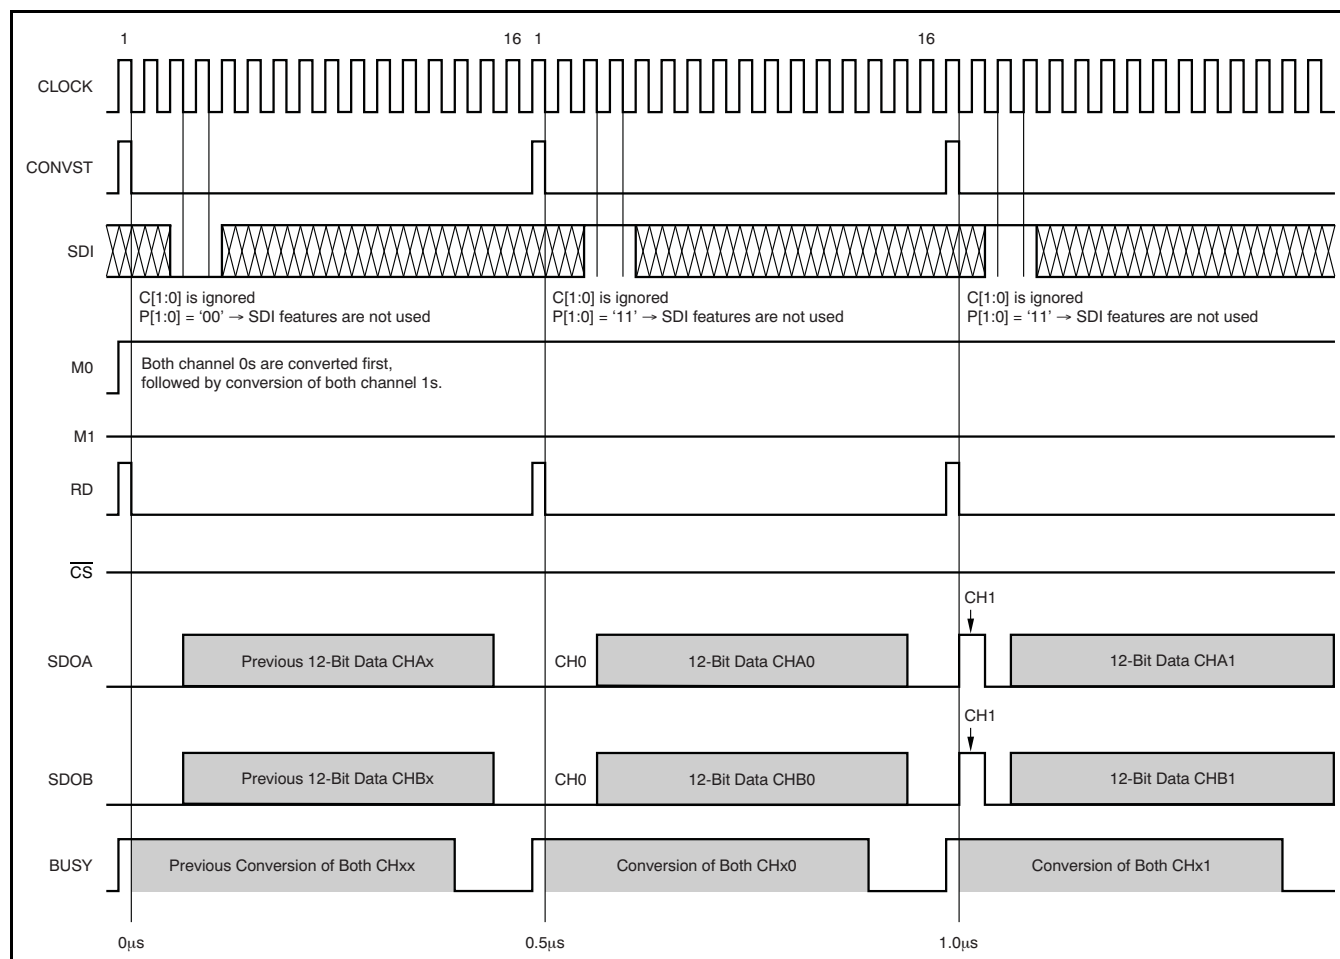 1
16 1
16
CLOCK
CONVST
SDI
C[1:0] is ignored
P[1:0] = ‘00’ → SDI features are not used
C[1:0] is ignored
P[1:0] = ‘11’ → SDI features are not used
C[1:0] is ignored
P[1:0] = ‘11’ → SDI features are not used
M0
Both channel 0s are converted first,
followed by conversion of both channel 1s.
M1
RD
CS
CH1
SDOA
Previous 12-Bit Data CHAx
CH0
12-Bit Data CHA0
12-Bit Data CHA1
CH1
SDOB
Previous 12-Bit Data CHBx
CH0
12-Bit Data CHB0
12-Bit Data CHB1
BUSY
Previous Conversion of Both CHxx
Conversion of Both CHx0
Conversion of Both CHx1
0μs
0.5μs
1.0μs